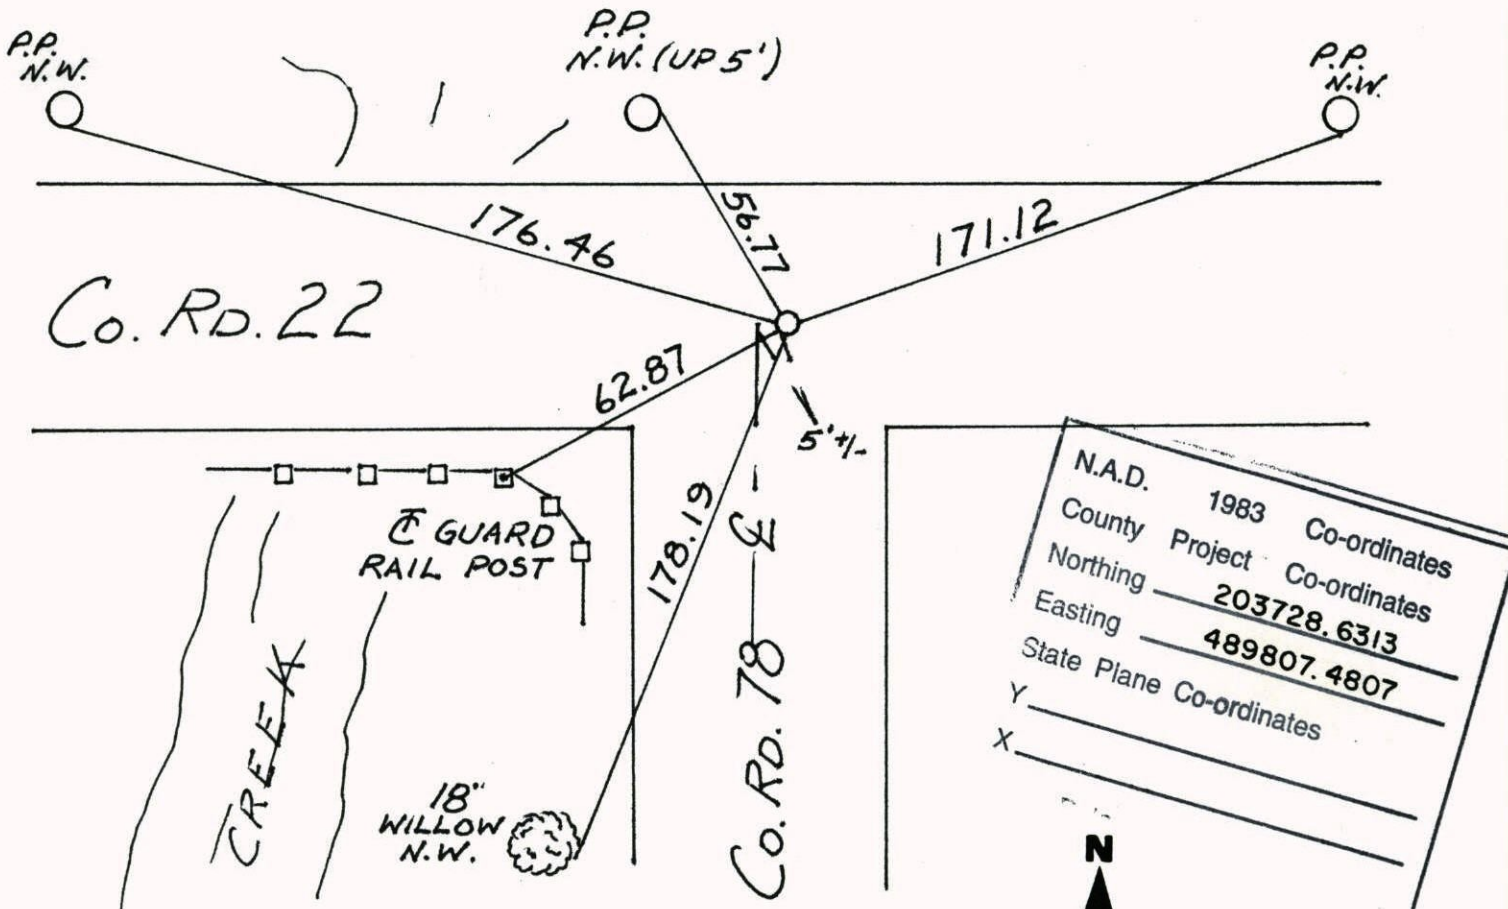 P.P.
N.W.
P.P.
N.W. (UP 5')
P.P.
N.W.
176.46
56.77
171.12
Co. RD. 22
62.87
5'+/-
178.19
℄
GUARD
RAIL POST
CREEK
18"
WILLOW
N.W.
Co. RD. 78
N.A.D. 1983 Co-ordinates
County Project Co-ordinates
Northing 203728.6313
Easting 489807.4807
State Plane Co-ordinates
Y
X
N